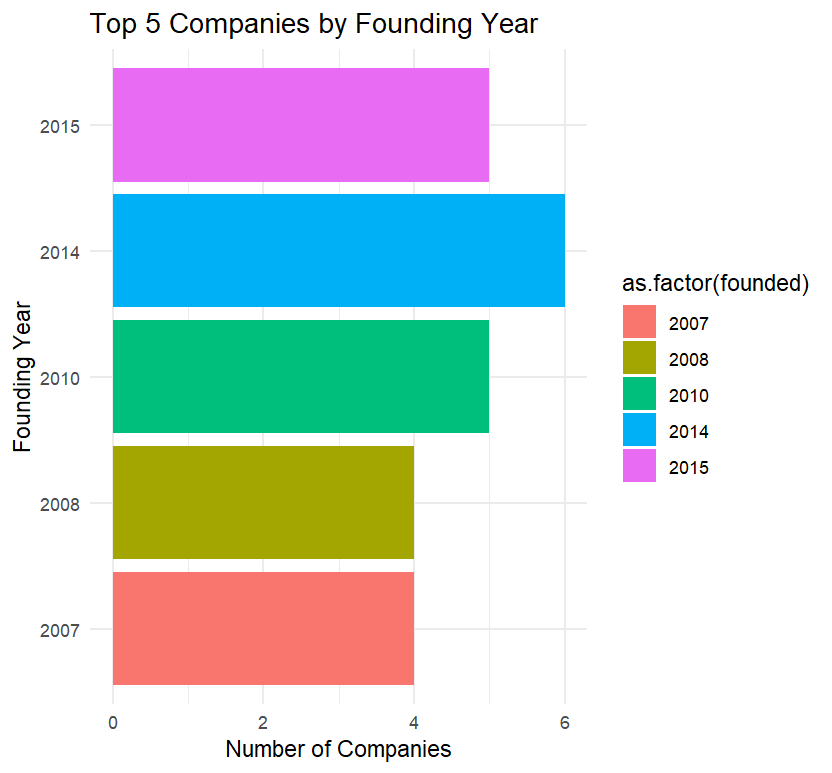 Top 5 Companies by Founding Year
2015
2014
2010
2008
2007
Founding Year
0 2 4 6
Number of Companies
as.factor(founded)
2007
2008
2010
2014
2015